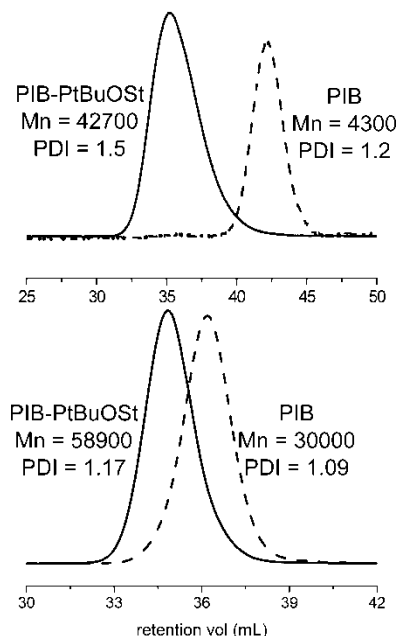 PIB-PtBuOSt
Mn = 42700
PDI = 1.5
PIB
Mn = 4300
PDI = 1.2
25 30 35 40 45 50
PIB-PtBuOSt
Mn = 58900
PDI = 1.17
PIB
Mn = 30000
PDI = 1.09
30 33 36 39 42
retention vol (mL)